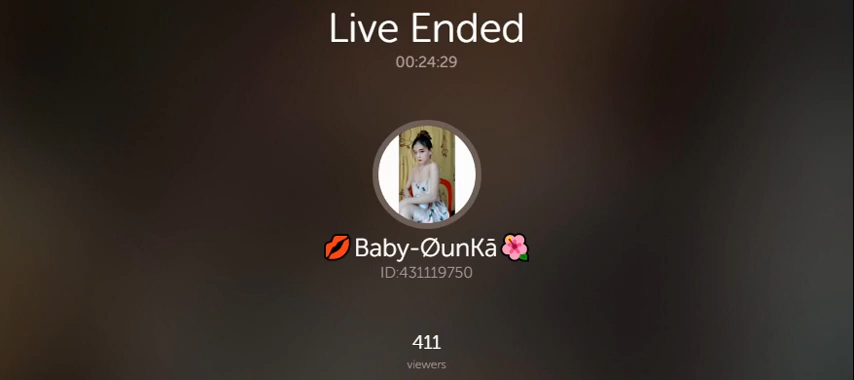 Live Ended
00:24:29
💋Baby-ØunKā🌺
ID:431119750
411
viewers